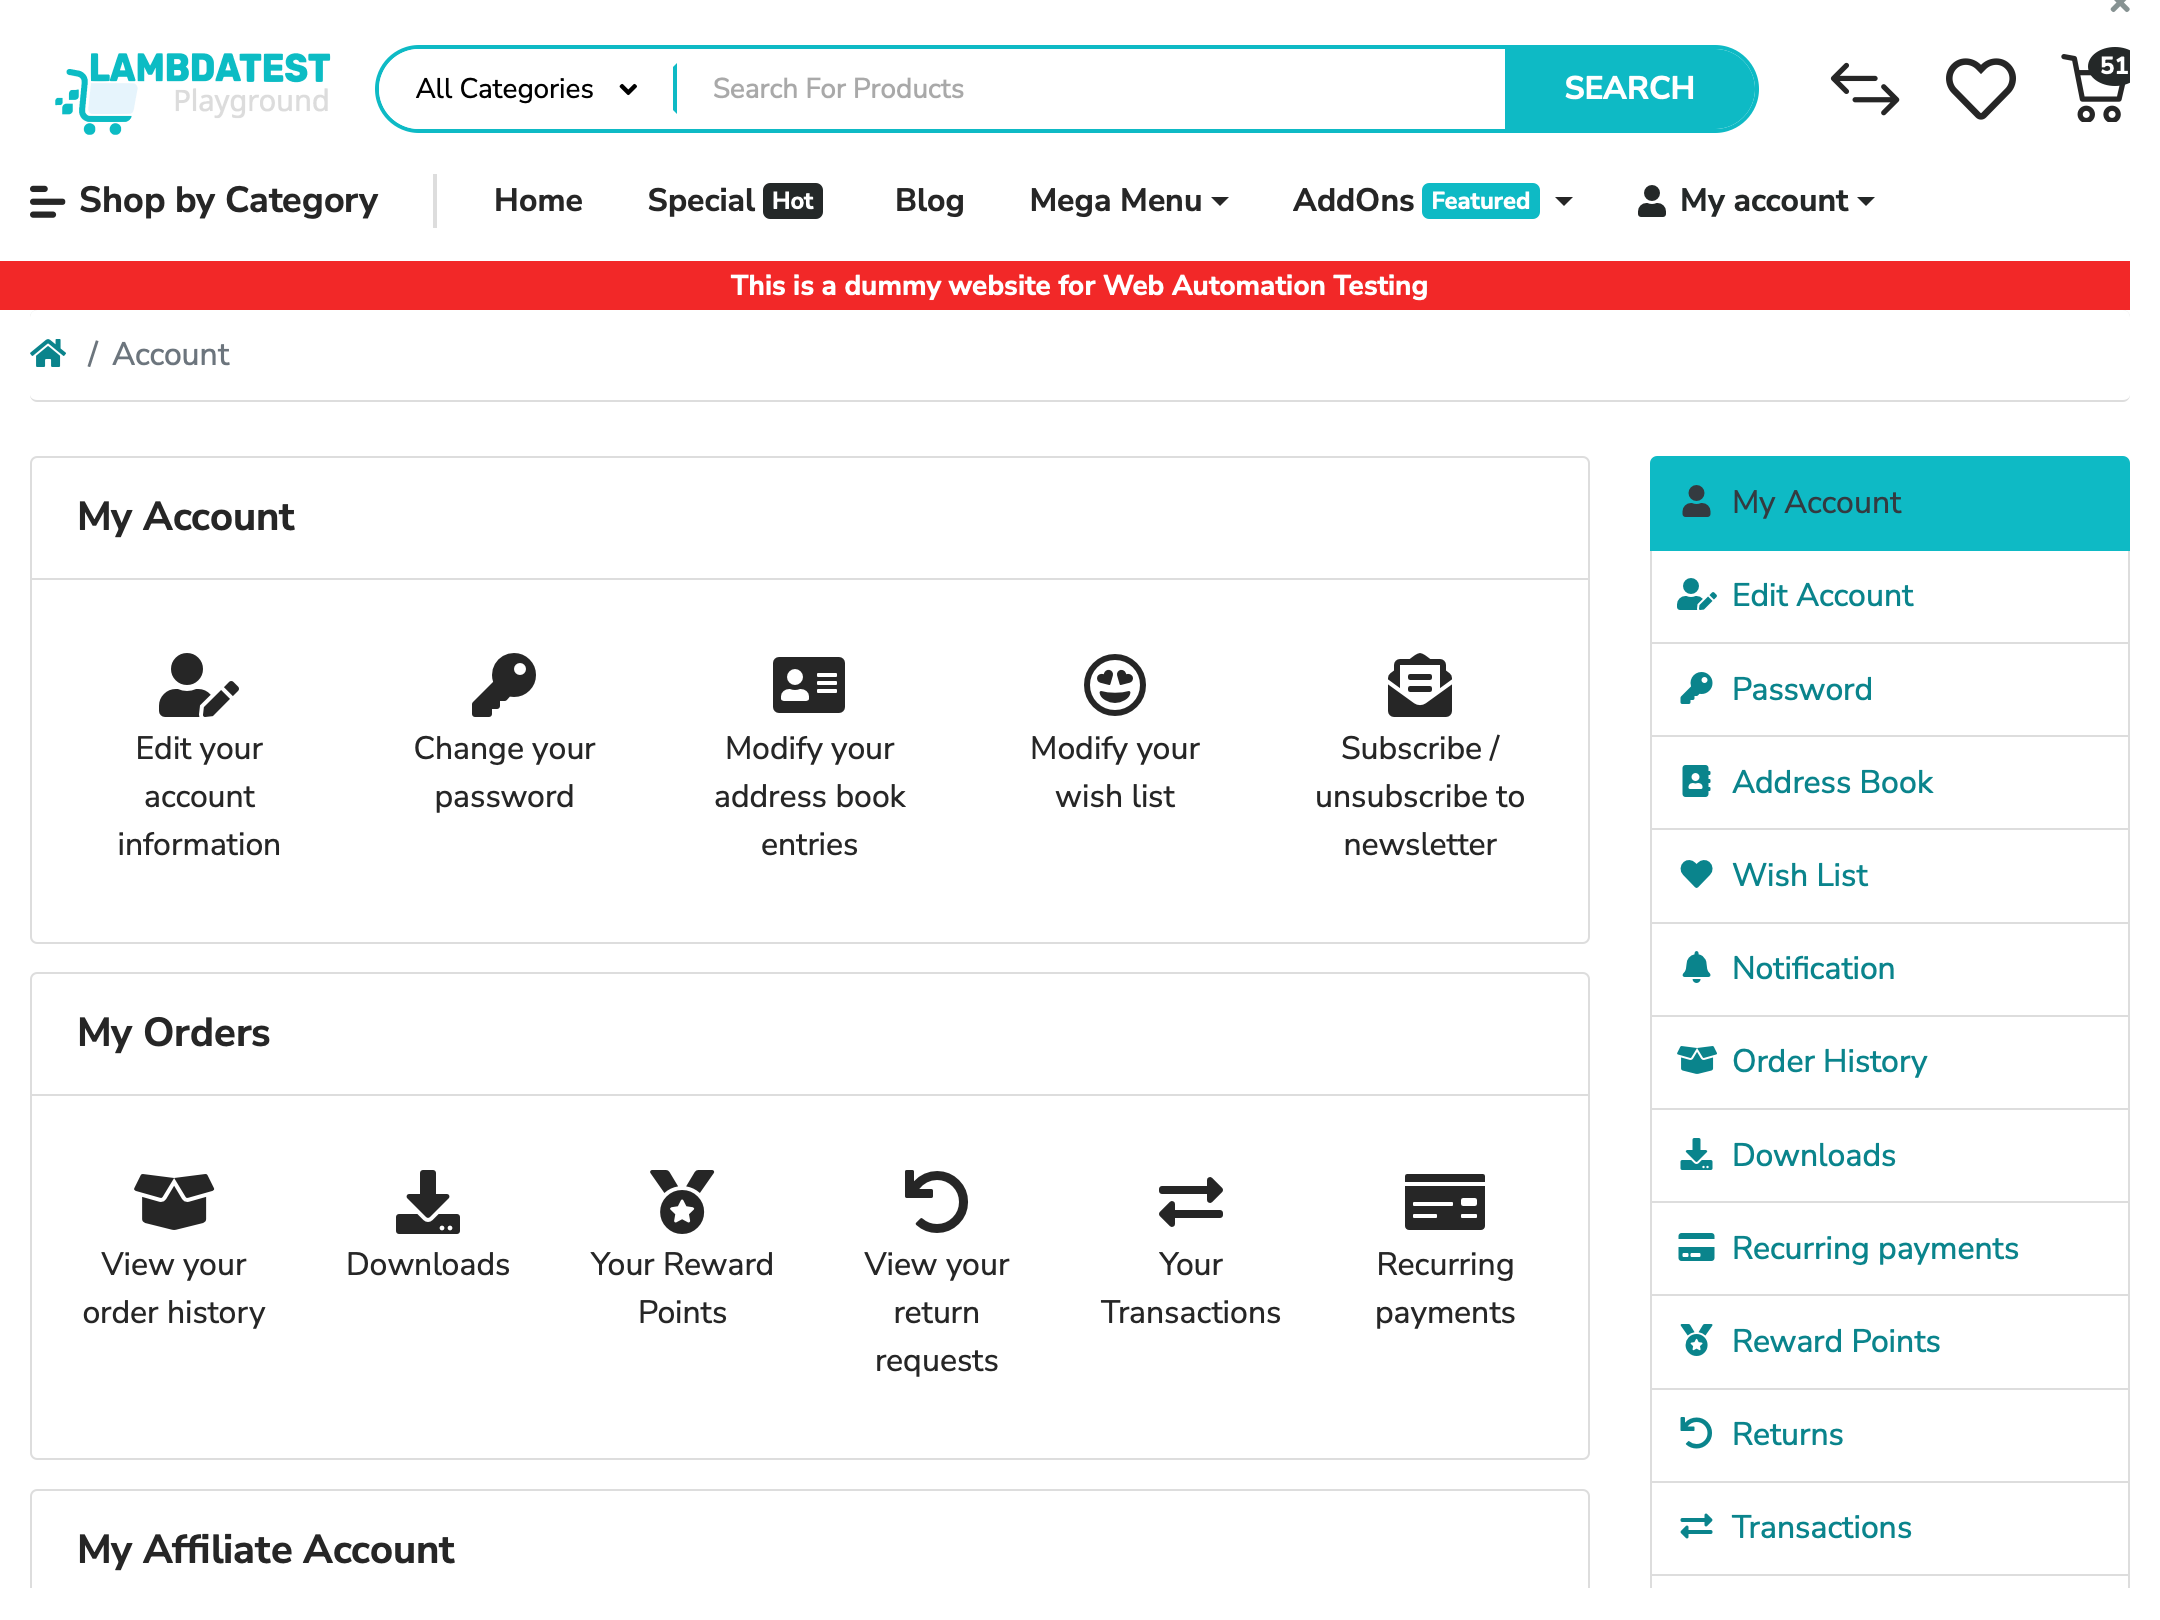 LAMBDATEST
Playground
All Categories
Search For Products
SEARCH
51
Shop by Category
Home
Special Hot
Blog
Mega Menu
AddOns Featured
My account
This is a dummy website for Web Automation Testing
/ Account
My Account
Edit your
account
information
Change your
password
Modify your
address book
entries
Modify your
wish list
Subscribe /
unsubscribe to
newsletter
My Orders
View your
order history
Downloads
Your Reward
Points
View your
return
requests
Your
Transactions
Recurring
payments
My Affiliate Account
My Account
Edit Account
Password
Address Book
Wish List
Notification
Order History
Downloads
Recurring payments
Reward Points
Returns
Transactions